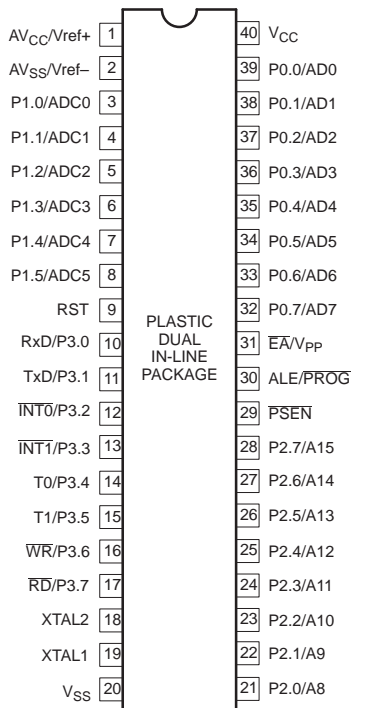 AVCC/Vref+ 1 40 VCC
AVSS/Vref– 2 39 P0.0/AD0
P1.0/ADC0 3 38 P0.1/AD1
P1.1/ADC1 4 37 P0.2/AD2
P1.2/ADC2 5 36 P0.3/AD3
P1.3/ADC3 6 35 P0.4/AD4
P1.4/ADC4 7 34 P0.5/AD5
P1.5/ADC5 8 33 P0.6/AD6
RST 9 32 P0.7/AD7
RxD/P3.0 10 31 E̅A̅/VPP
TxD/P3.1 11 30 ALE/P̅R̅O̅G̅
I̅N̅T̅0̅/P3.2 12 29 P̅S̅E̅N̅
I̅N̅T̅1̅/P3.3 13 28 P2.7/A15
T0/P3.4 14 27 P2.6/A14
T1/P3.5 15 26 P2.5/A13
W̅R̅/P3.6 16 25 P2.4/A12
R̅D̅/P3.7 17 24 P2.3/A11
XTAL2 18 23 P2.2/A10
XTAL1 19 22 P2.1/A9
VSS 20 21 P2.0/A8
PLASTIC
DUAL
IN-LINE
PACKAGE